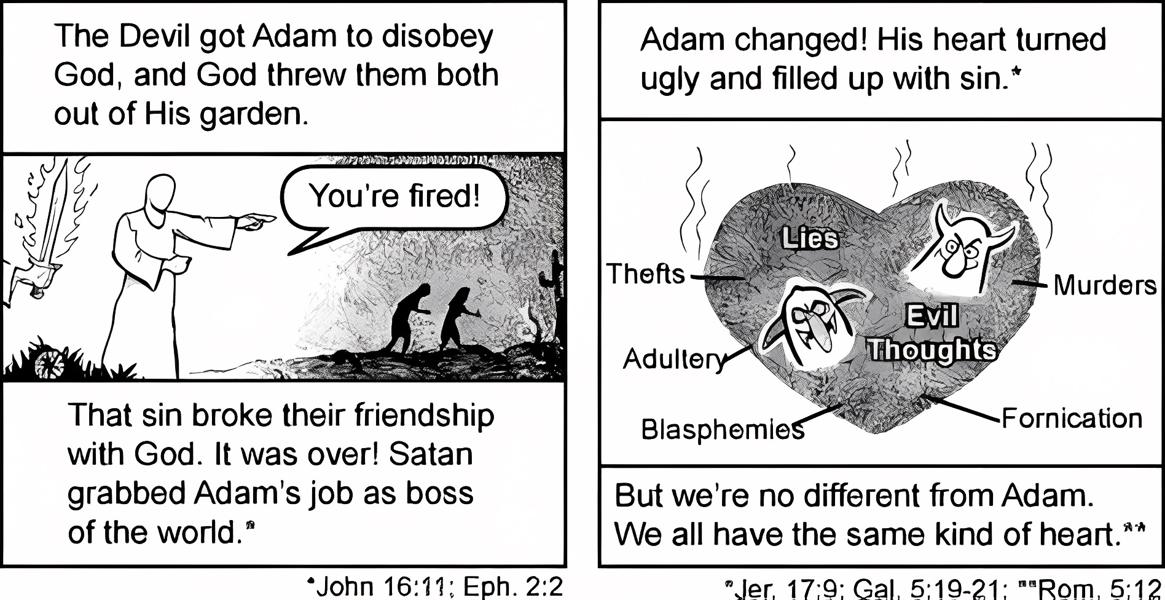 The Devil got Adam to disobey
God, and God threw them both
out of His garden.
You're fired!
That sin broke their friendship
with God. It was over! Satan
grabbed Adam's job as boss
of the world.*
*John 16:11; Eph. 2:2
Adam changed! His heart turned
ugly and filled up with sin.*
Lies
Thefts
Murders
Evil
Thoughts
Adultery
Blasphemies
Fornication
But we're no different from Adam.
We all have the same kind of heart.**
*Jer. 17:9; Gal. 5:19-21; **Rom. 5:12